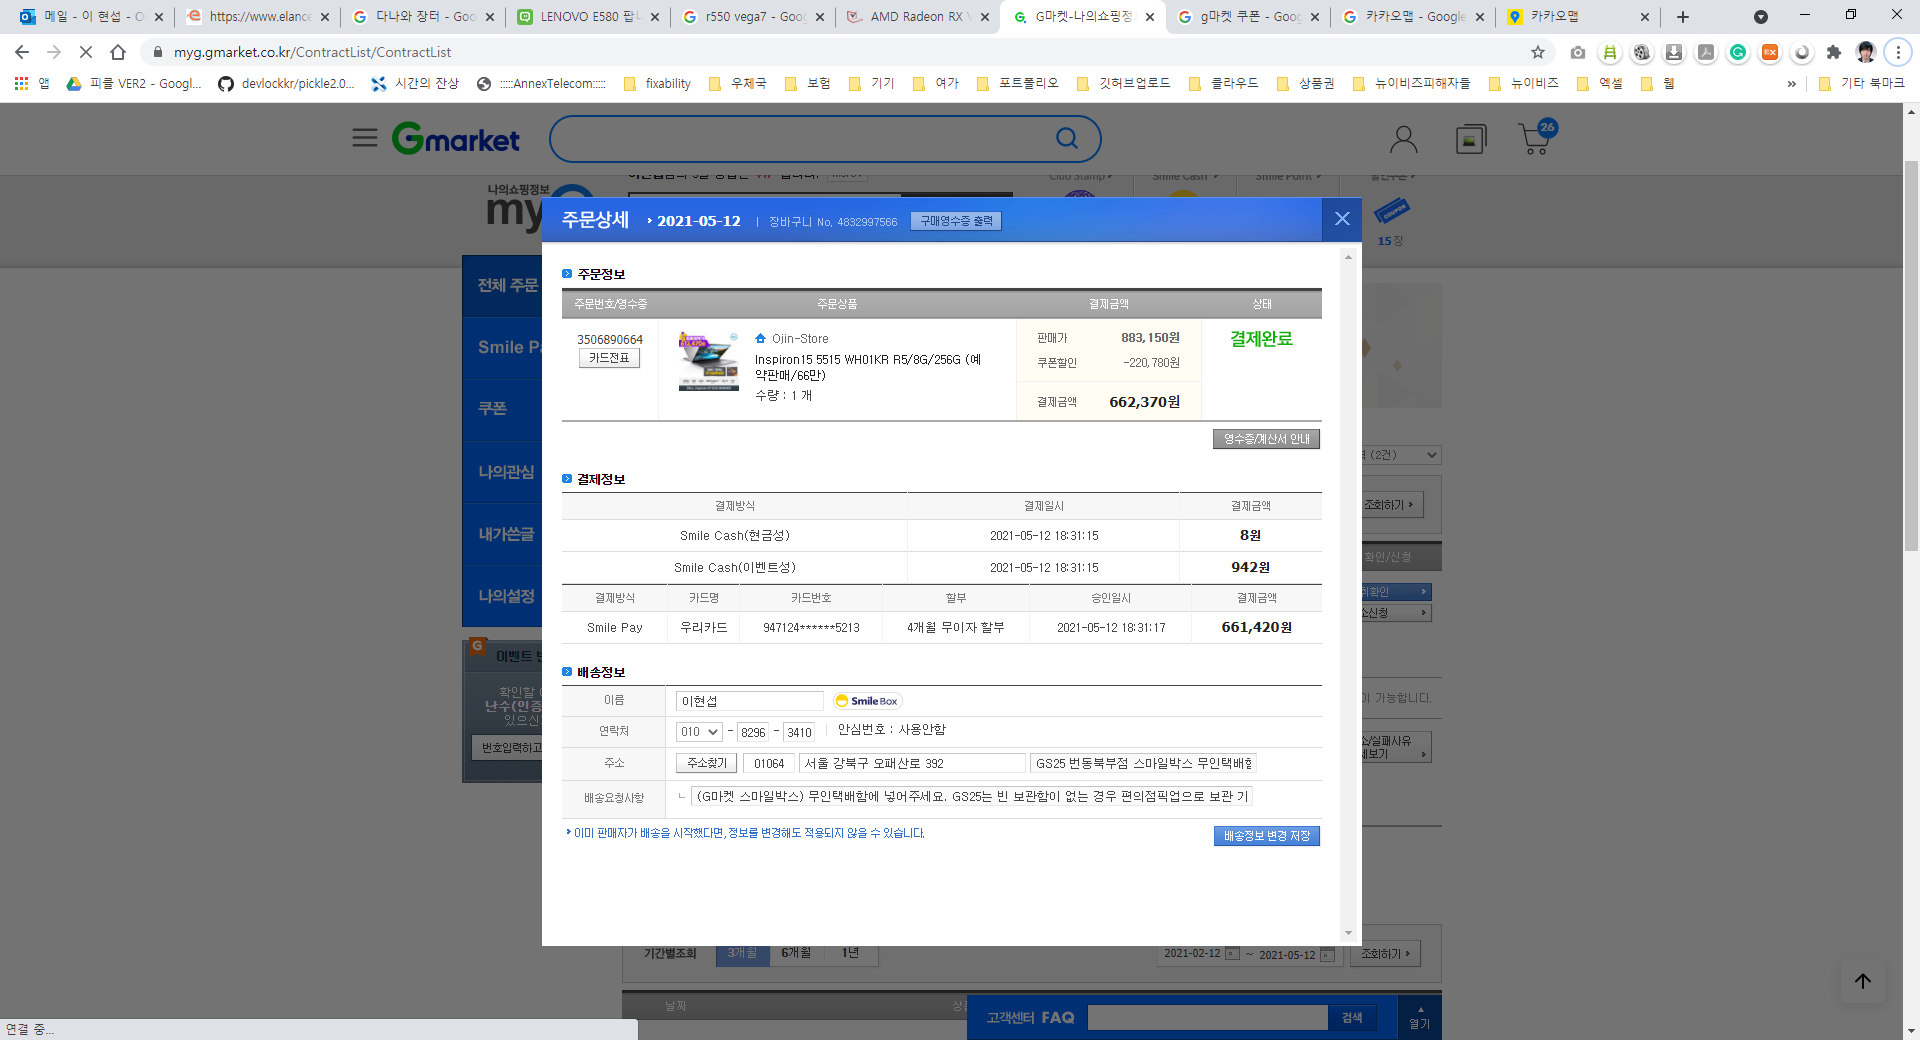 메일 - 이 현섭 - O
https://www.elance
다나와 장터 - Goo
LENOVO E580 팝니
r550 vega7 - Goog
AMD Radeon RX V
G마켓-나의쇼핑정보
g마켓 쿠폰 - Goog
카카오맵 - Google
카카오맵
myg.gmarket.co.kr/ContractList/ContractList
앱
피클 VER2 - Googl...
devlockkr/pickle2.0...
시간의 잔상
:::::AnnexTelecom:::::
fixability
우체국
보험
기기
여가
포트폴리오
깃허브업로드
클라우드
상품권
뉴이비즈피해자들
뉴이비즈
엑셀
웹
»
기타 북마크
Gmarket
26
나의쇼핑정보
my
Club Stamp
Smile Cash
Smile Point
COUPON
15장
주문상세
2021-05-12
장바구니 No. 4832997566
구매영수증 출력
전체 주문
Smile P
쿠폰
나의관심
내가쓴글
나의설정
주문정보
주문번호/영수증 주문상품 결제금액 상태
3506890664
카드전표
Ojin-Store
Inspiron15 5515 WH01KR R5/8G/256G (예
약판매/66만)
수량 : 1 개
판매가 883,150원
쿠폰할인 -220,780원
결제금액 662,370원
결제완료
영수증/계산서 안내
결제정보
결제방식 결제일시 결제금액
Smile Cash(현금성) 2021-05-12 18:31:15 8원
Smile Cash(이벤트성) 2021-05-12 18:31:15 942원
결제방식 카드명 카드번호 할부 승인일시 결제금액
Smile Pay 우리카드 947124******5213 4개월 무이자 할부 2021-05-12 18:31:17 661,420원
배송정보
이름 이현섭 Smile Box
연락처 010 - 8296 - 3410 안심번호 : 사용안함
주소 주소찾기 01064 서울 강북구 오패산로 392 GS25 번동북부점 스마일박스 무인택배함
배송요청사항 (G마켓 스마일박스) 무인택배함에 넣어주세요. GS25는 빈 보관함이 없는 경우 편의점픽업으로 보관 기
이미 판매자가 배송을 시작했다면, 정보를 변경해도 적용되지 않을 수 있습니다.
배송정보 변경 저장
(2건)
조회하기
확인/신청
이벤트
확인할
난수(인증
있으신
번호입력하고
가능합니다.
소/실패사유
기간별조회 3개월 6개월 1년
2021-02-12 ~ 2021-05-12 조회하기
날짜
고객센터 FAQ 검색 열기
연결 중...